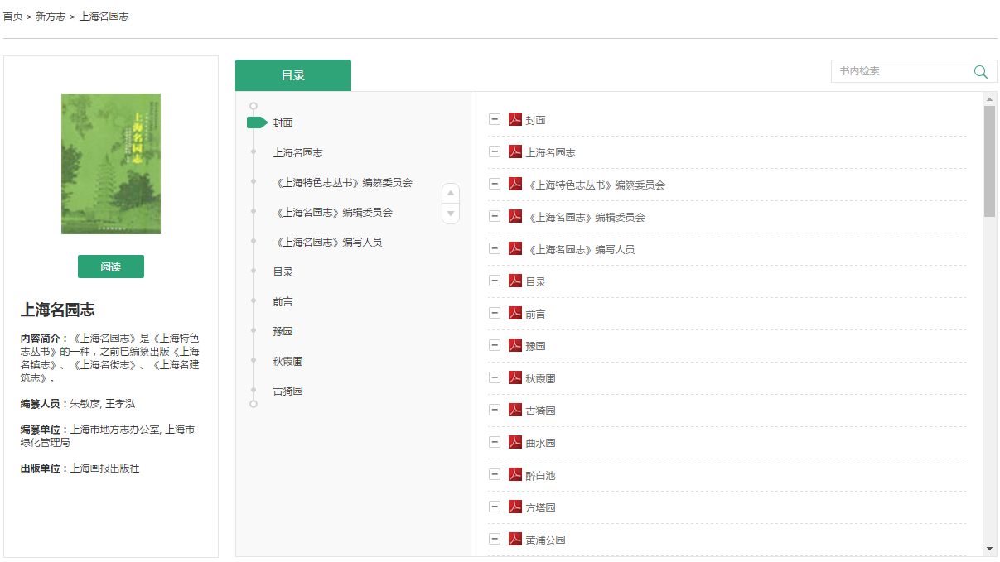 首页 > 新方志 > 上海名园志
上海名园志
阅读
上海名园志
内容简介：《上海名园志》是《上海特色
志丛书》的一种，之前已编纂出版《上海
名镇志》、《上海名街志》、《上海名建
筑志》。
编纂人员：朱敏彦, 王孝泓
编纂单位：上海市地方志办公室, 上海市
绿化管理局
出版单位：上海画报出版社
目录
书内检索
封面
上海名园志
《上海特色志丛书》编纂委员会
《上海名园志》编辑委员会
《上海名园志》编写人员
目录
前言
豫园
秋霞圃
古猗园
封面
上海名园志
《上海特色志丛书》编纂委员会
《上海名园志》编辑委员会
《上海名园志》编写人员
目录
前言
豫园
秋霞圃
古猗园
曲水园
醉白池
方塔园
黄浦公园